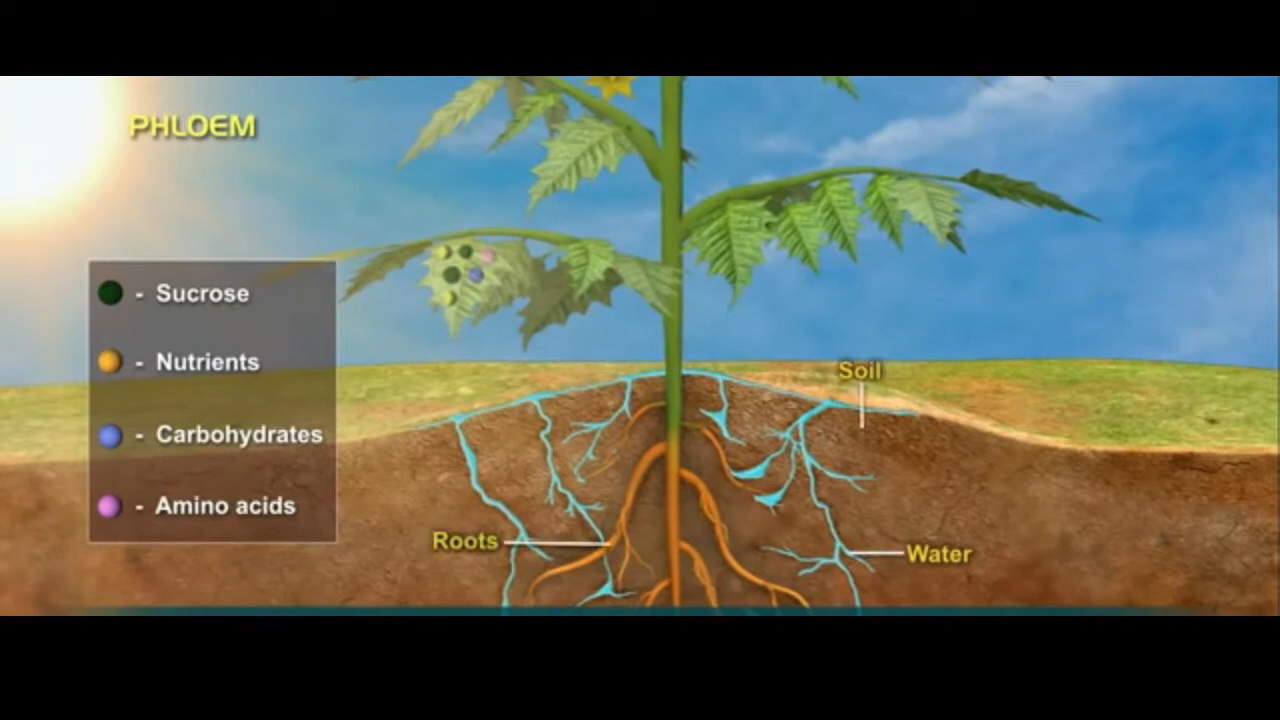 PHLOEM
- Sucrose
- Nutrients
- Carbohydrates
- Amino acids
Soil
Roots
Water